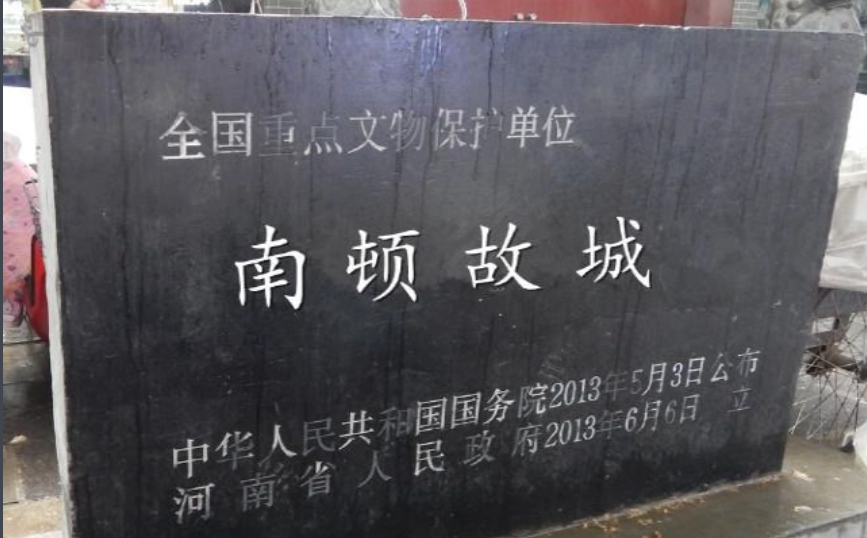 全国重点文物保护单位
南顿故城
中华人民共和国国务院2013年5月3日公布
河南省人民政府2013年6月6日 立